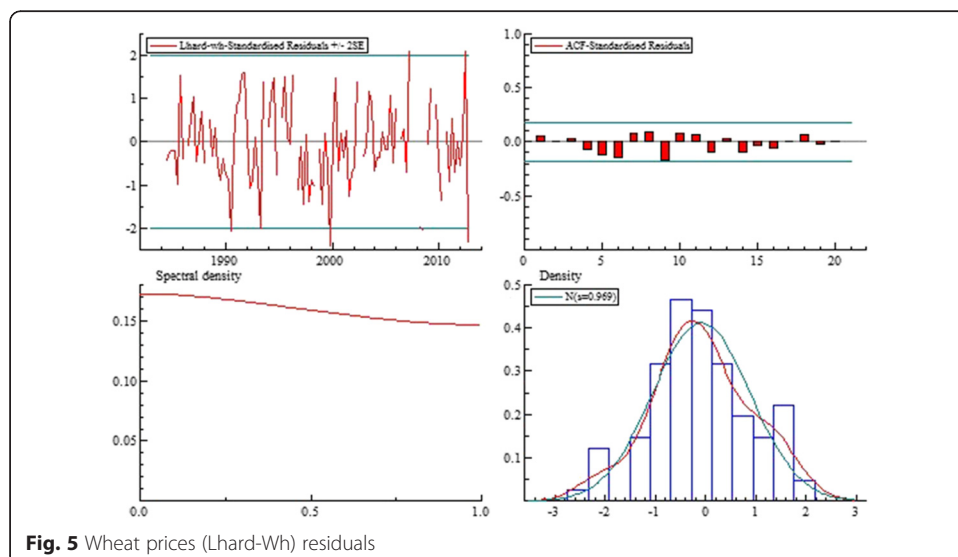 Lhard-wh-Standardised Residuals +/- 2SE
2
1
0
-1
-2
1990 2000 2010
ACF-Standardised Residuals
1.0
0.5
0.0
-0.5
0 5 10 15 20
Spectral density
0.15
0.10
0.05
0.0 0.5 1.0
Density
N(s=0.969)
0.5
0.4
0.3
0.2
0.1
-3 -2 -1 0 1 2 3
Fig. 5 Wheat prices (Lhard-Wh) residuals